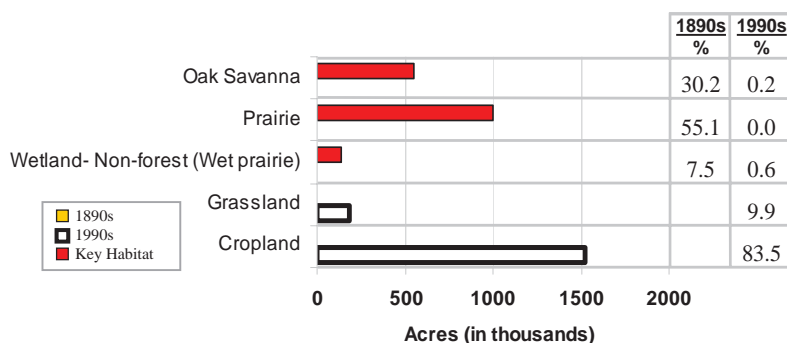 1890s 1990s
% %
Oak Savanna 30.2 0.2
Prairie 55.1 0.0
Wetland- Non-forest (Wet prairie) 7.5 0.6
Grassland 9.9
Cropland 83.5
1890s
1990s
Key Habitat
0 500 1000 1500 2000
Acres (in thousands)